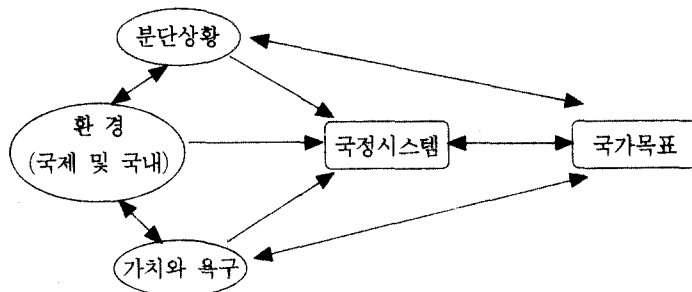 분단상황
환 경
(국제 및 국내)
국정시스템
국가목표
가치와 욕구